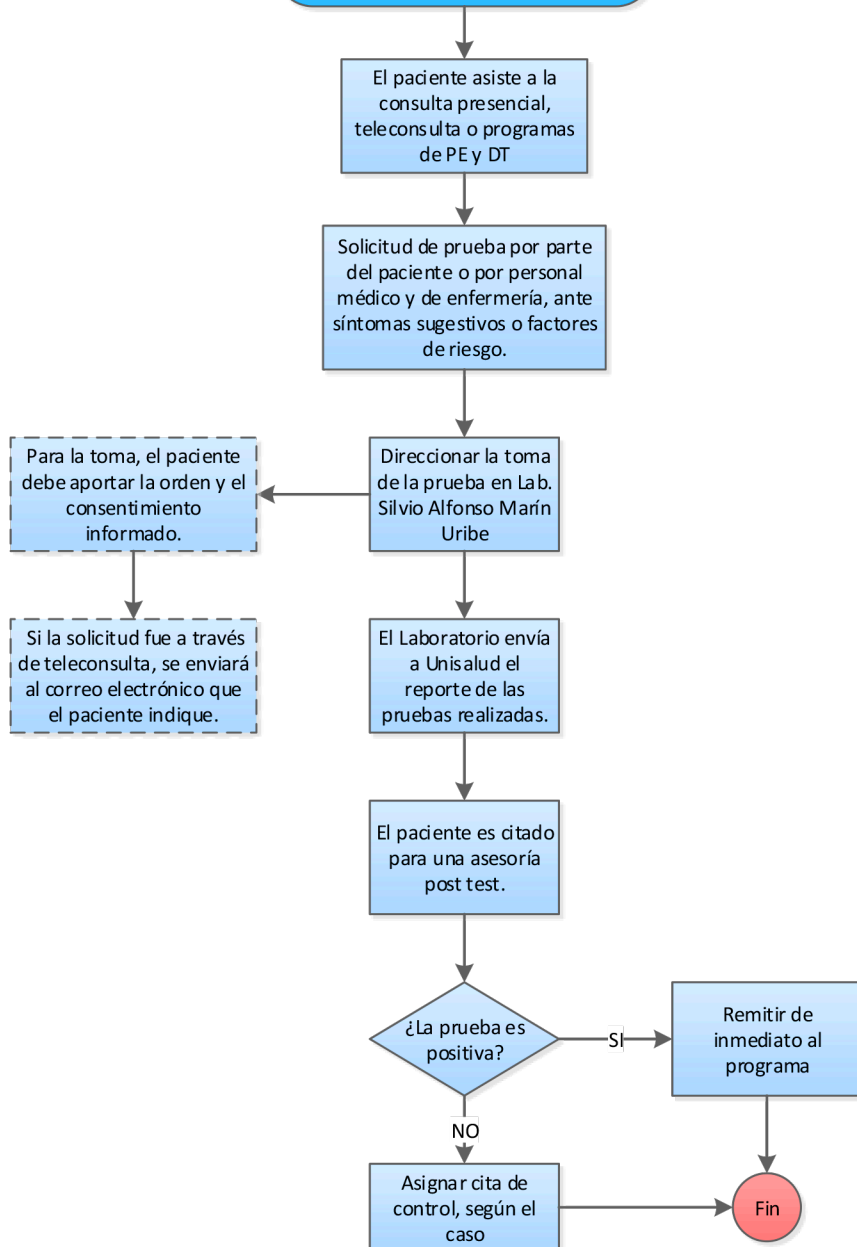 El paciente asiste a la
consulta presencial,
teleconsulta o programas
de PE y DT
Solicitud de prueba por parte
del paciente o por personal
médico y de enfermería, ante
síntomas sugestivos o factores
de riesgo.
Direccionar la toma
de la prueba en Lab.
Silvio Alfonso Marín
Uribe
Para la toma, el paciente
debe aportar la orden y el
consentimiento
informado.
Si la solicitud fue a través
de teleconsulta, se enviará
al correo electrónico que
el paciente indique.
El Laboratorio envía
a Unisalud el
reporte de las
pruebas realizadas.
El paciente es citado
para una asesoría
post test.
¿La prueba es
positiva?
SI
Remitir de
inmediato al
programa
NO
Asignar cita de
control, según el
caso
Fin